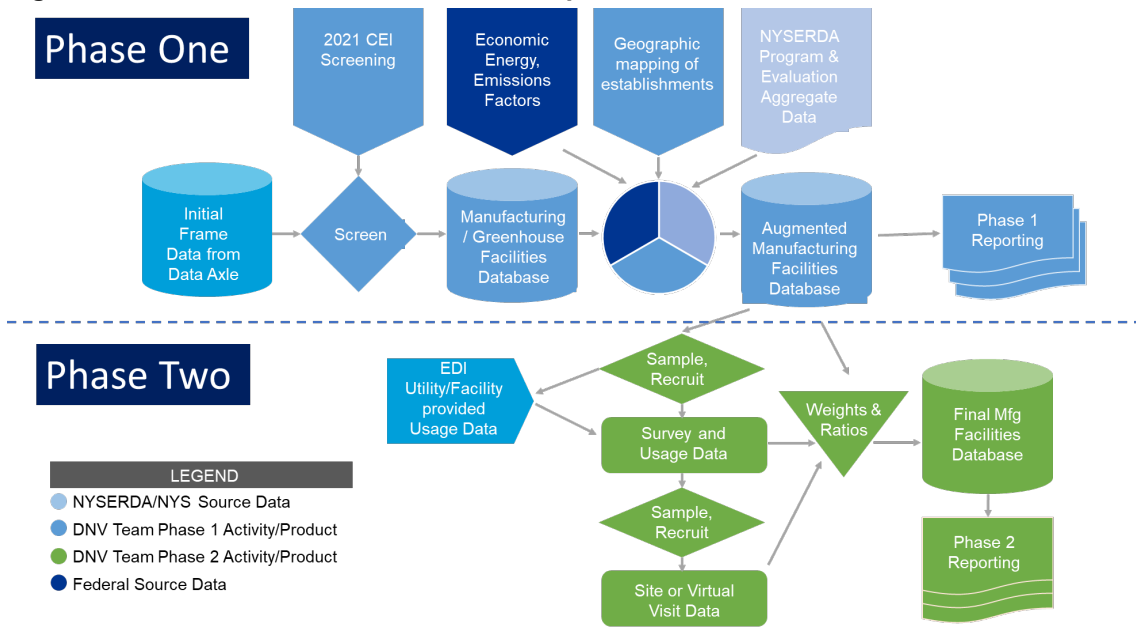 Phase One
2021 CEI
Screening
Economic
Energy,
Emissions
Factors
Geographic
mapping of
establishments
NYSERDA
Program &
Evaluation
Aggregate
Data
Initial
Frame
Data from
Data Axle
Screen
Manufacturing
/ Greenhouse
Facilities
Database
Augmented
Manufacturing
Facilities
Database
Phase 1
Reporting
Phase Two
EDI
Utility/Facility
provided
Usage Data
Sample,
Recruit
Survey and
Usage Data
Sample,
Recruit
Site or Virtual
Visit Data
Weights &
Ratios
Final Mfg
Facilities
Database
Phase 2
Reporting
LEGEND
NYSERDA/NYS Source Data
DNV Team Phase 1 Activity/Product
DNV Team Phase 2 Activity/Product
Federal Source Data